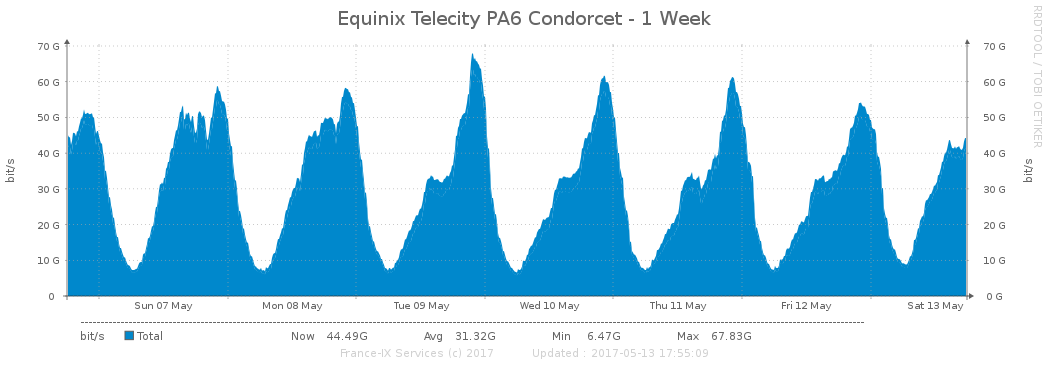 Equinix Telecity PA6 Condorcet - 1 Week
RRDTOOL / TOBI OETIKER
bit/s
70 G 70 G
60 G 60 G
50 G 50 G
40 G 40 G
30 G 30 G
20 G 20 G
10 G 10 G
0 0 G
bit/s
Sun 07 May Mon 08 May Tue 09 May Wed 10 May Thu 11 May Fri 12 May Sat 13 May
bit/s Total Now 44.49G Avg 31.32G Min 6.47G Max 67.83G
France-IX Services (c) 2017 Updated : 2017-05-13 17:55:09